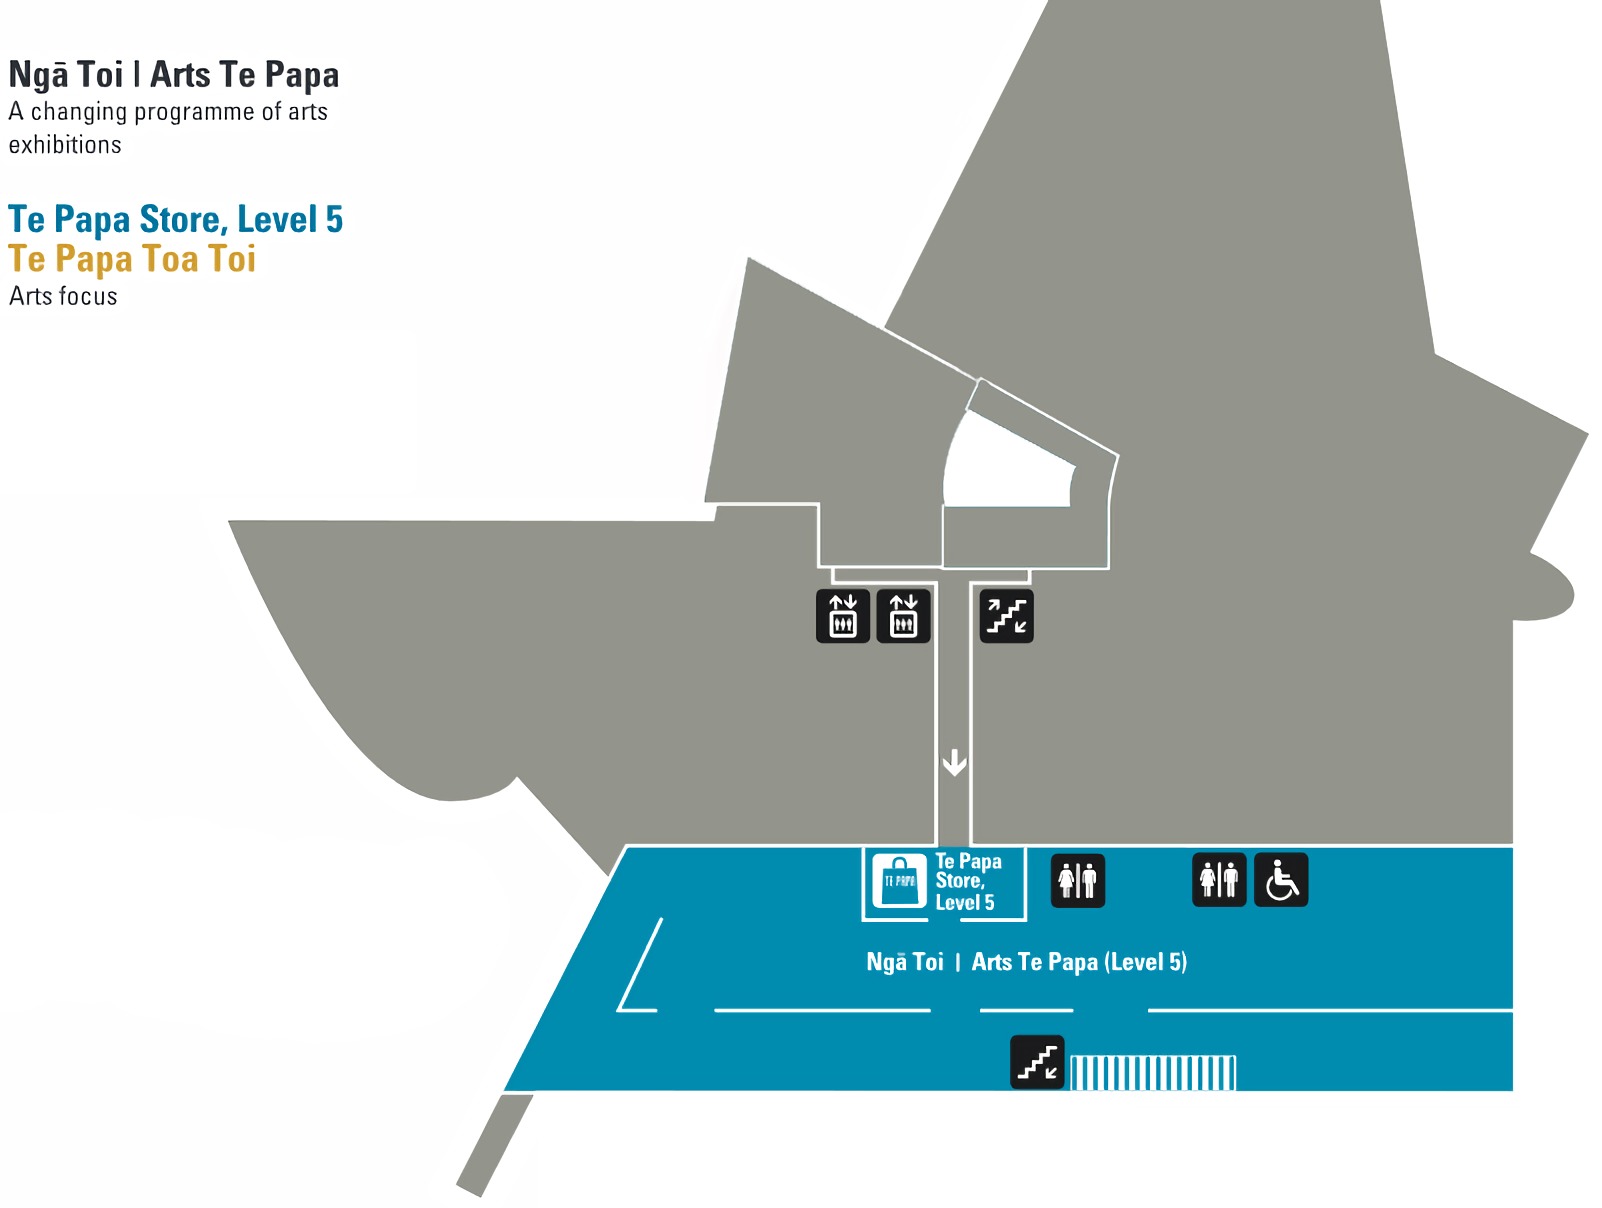 Ngā Toi | Arts Te Papa
A changing programme of arts
exhibitions
Te Papa Store, Level 5
Te Papa Toa Toi
Arts focus
TE PAPA
Te Papa
Store,
Level 5
Ngā Toi | Arts Te Papa (Level 5)